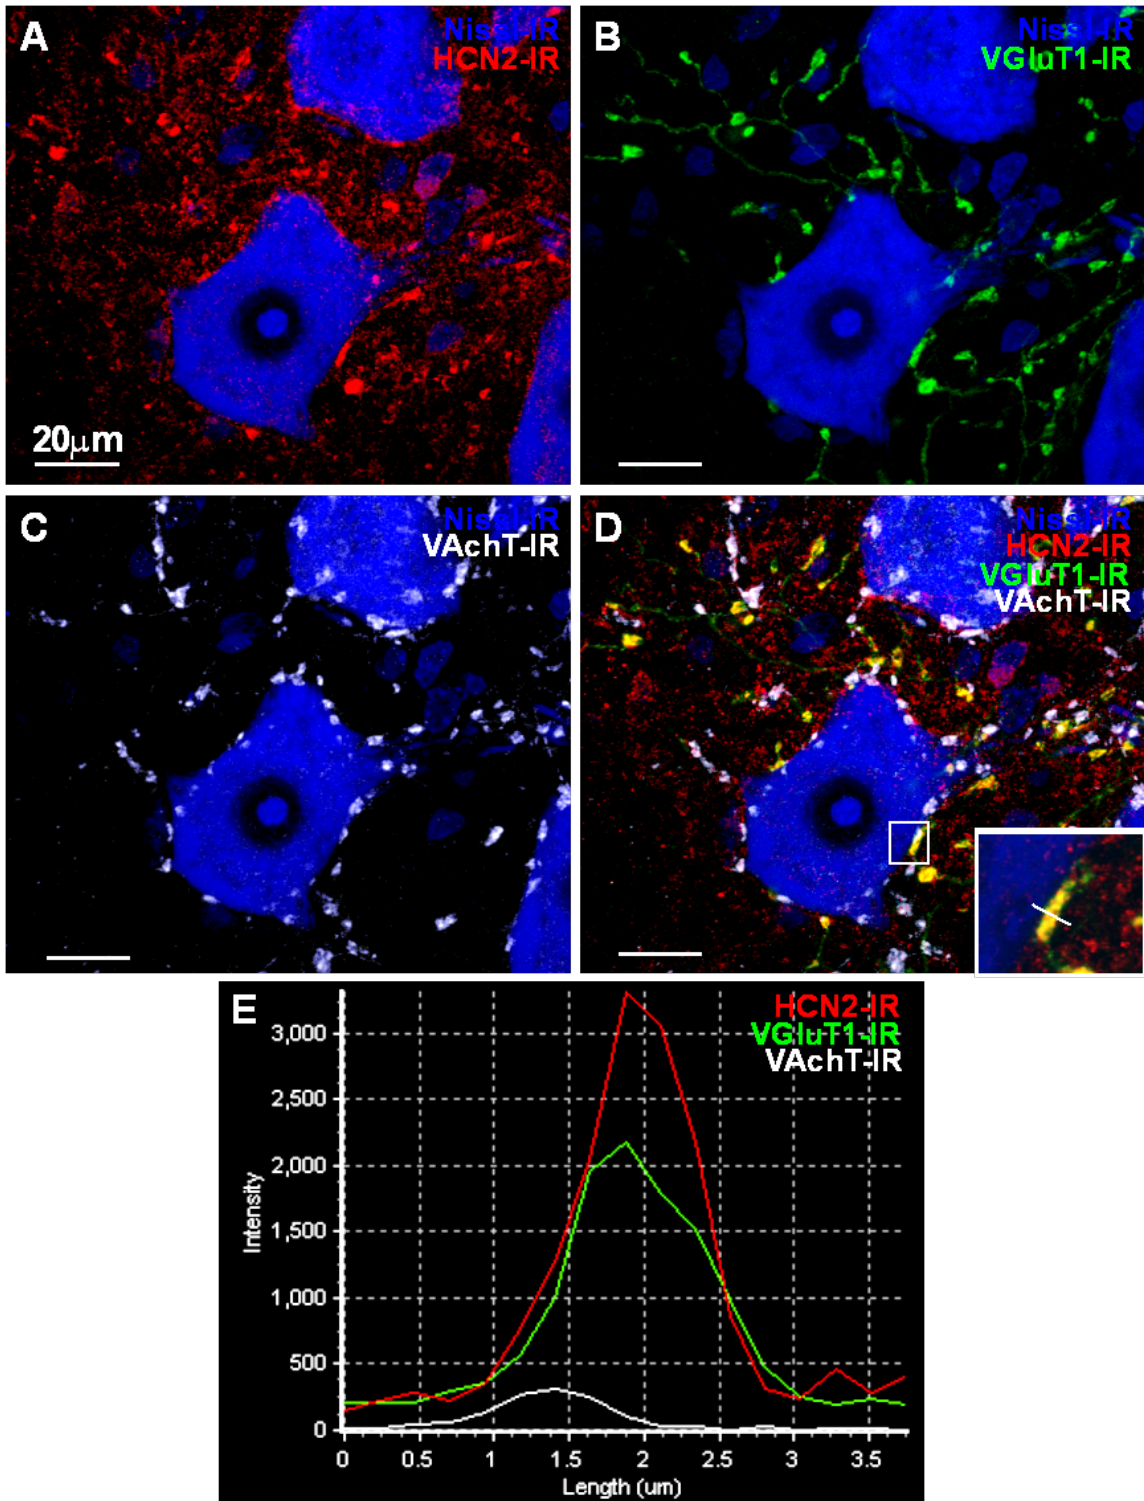 A
Nissl-IR
HCN2-IR
20μm
B
Nissl-IR
VGluT1-IR
C
Nissl-IR
VAchT-IR
D
Nissl-IR
HCN2-IR
VGluT1-IR
VAchT-IR
E
HCN2-IR
VGluT1-IR
VAchT-IR
3,000
2,500
2,000
1,500
1,000
500
0
Intensity
0 0.5 1 1.5 2 2.5 3 3.5
Length (um)